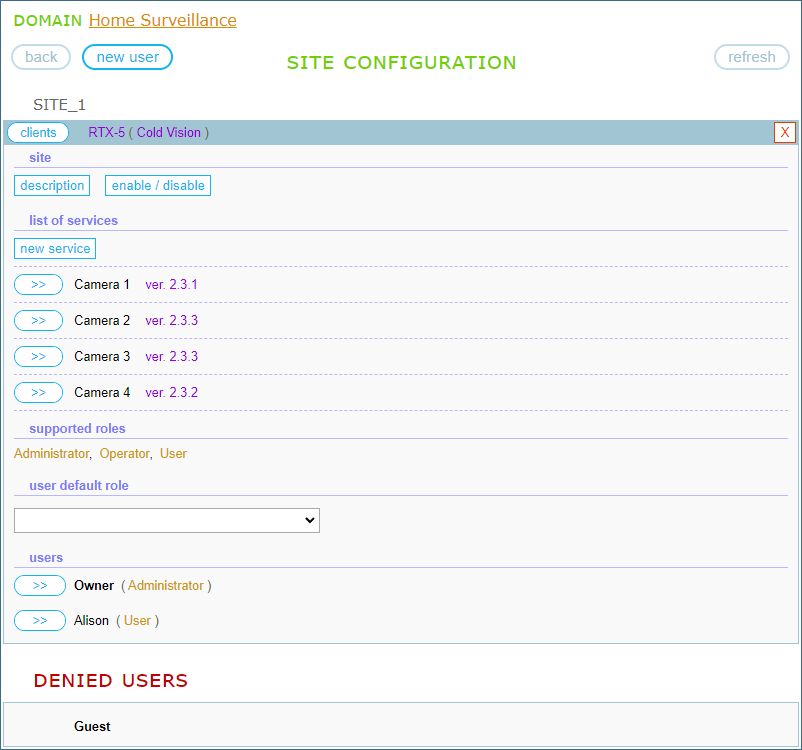 DOMAIN Home Surveillance
back new user SITE CONFIGURATION refresh
SITE_1
clients RTX-5 ( Cold Vision ) X
site
description enable / disable
list of services
new service
>> Camera 1 ver. 2.3.1
>> Camera 2 ver. 2.3.3
>> Camera 3 ver. 2.3.3
>> Camera 4 ver. 2.3.2
supported roles
Administrator, Operator, User
user default role
users
>> Owner ( Administrator )
>> Alison ( User )
DENIED USERS
Guest